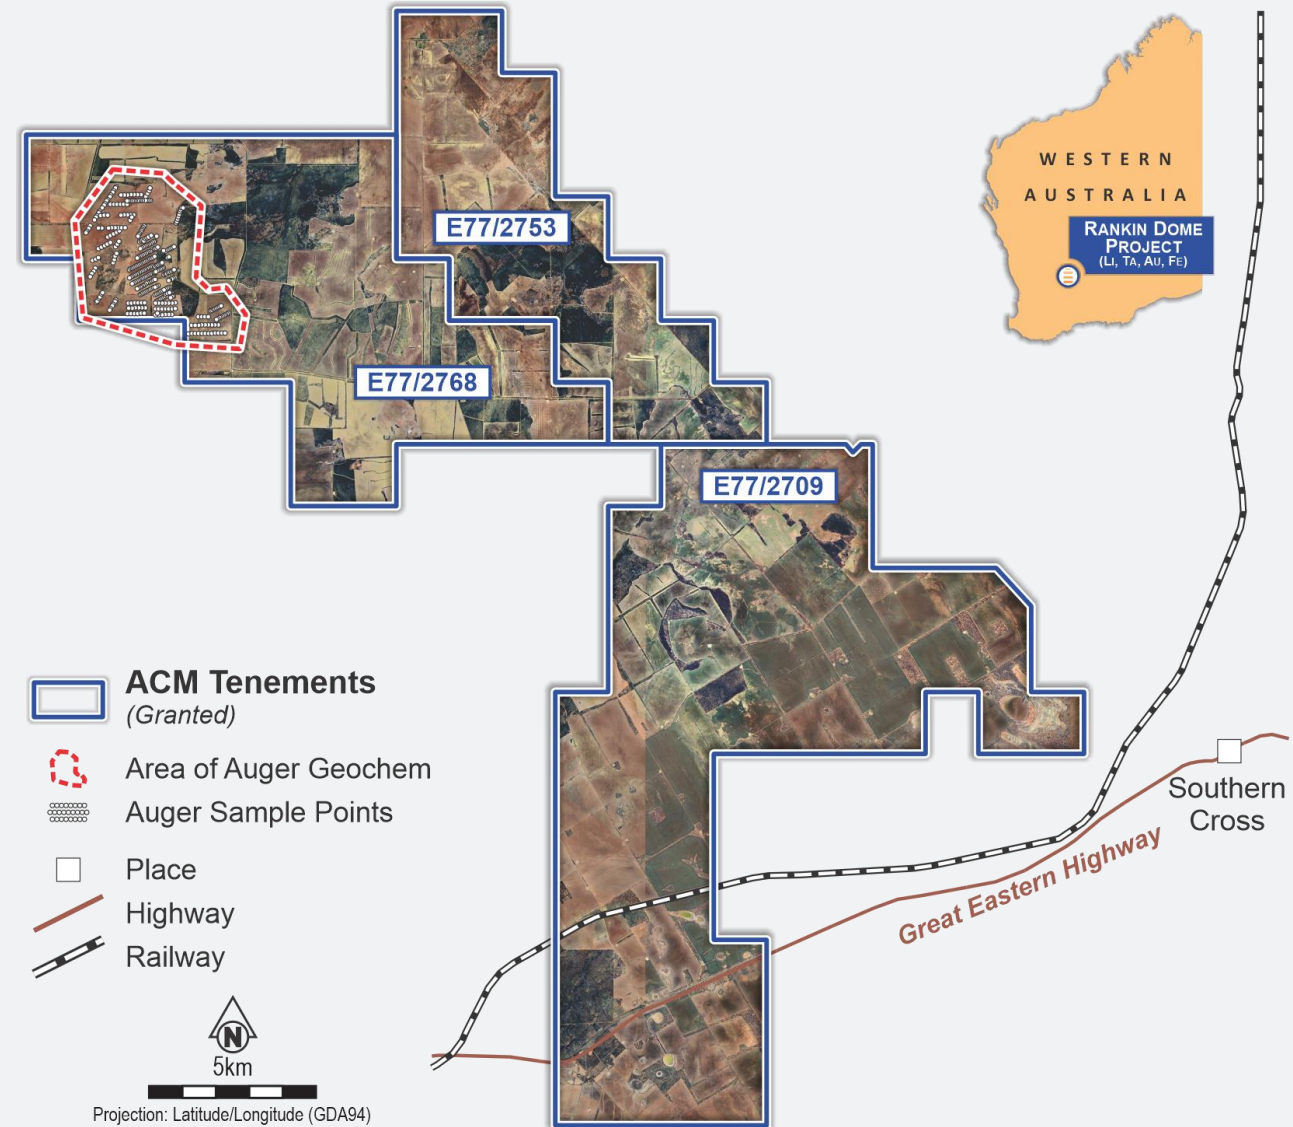 WESTERN
AUSTRALIA
RANKIN DOME
PROJECT
(LI, TA, AU, FE)
E77/2753
E77/2768
E77/2709
ACM Tenements
(Granted)
Area of Auger Geochem
Auger Sample Points
Place
Highway
Railway
Southern
Cross
Great Eastern Highway
N
5km
Projection: Latitude/Longitude (GDA94)